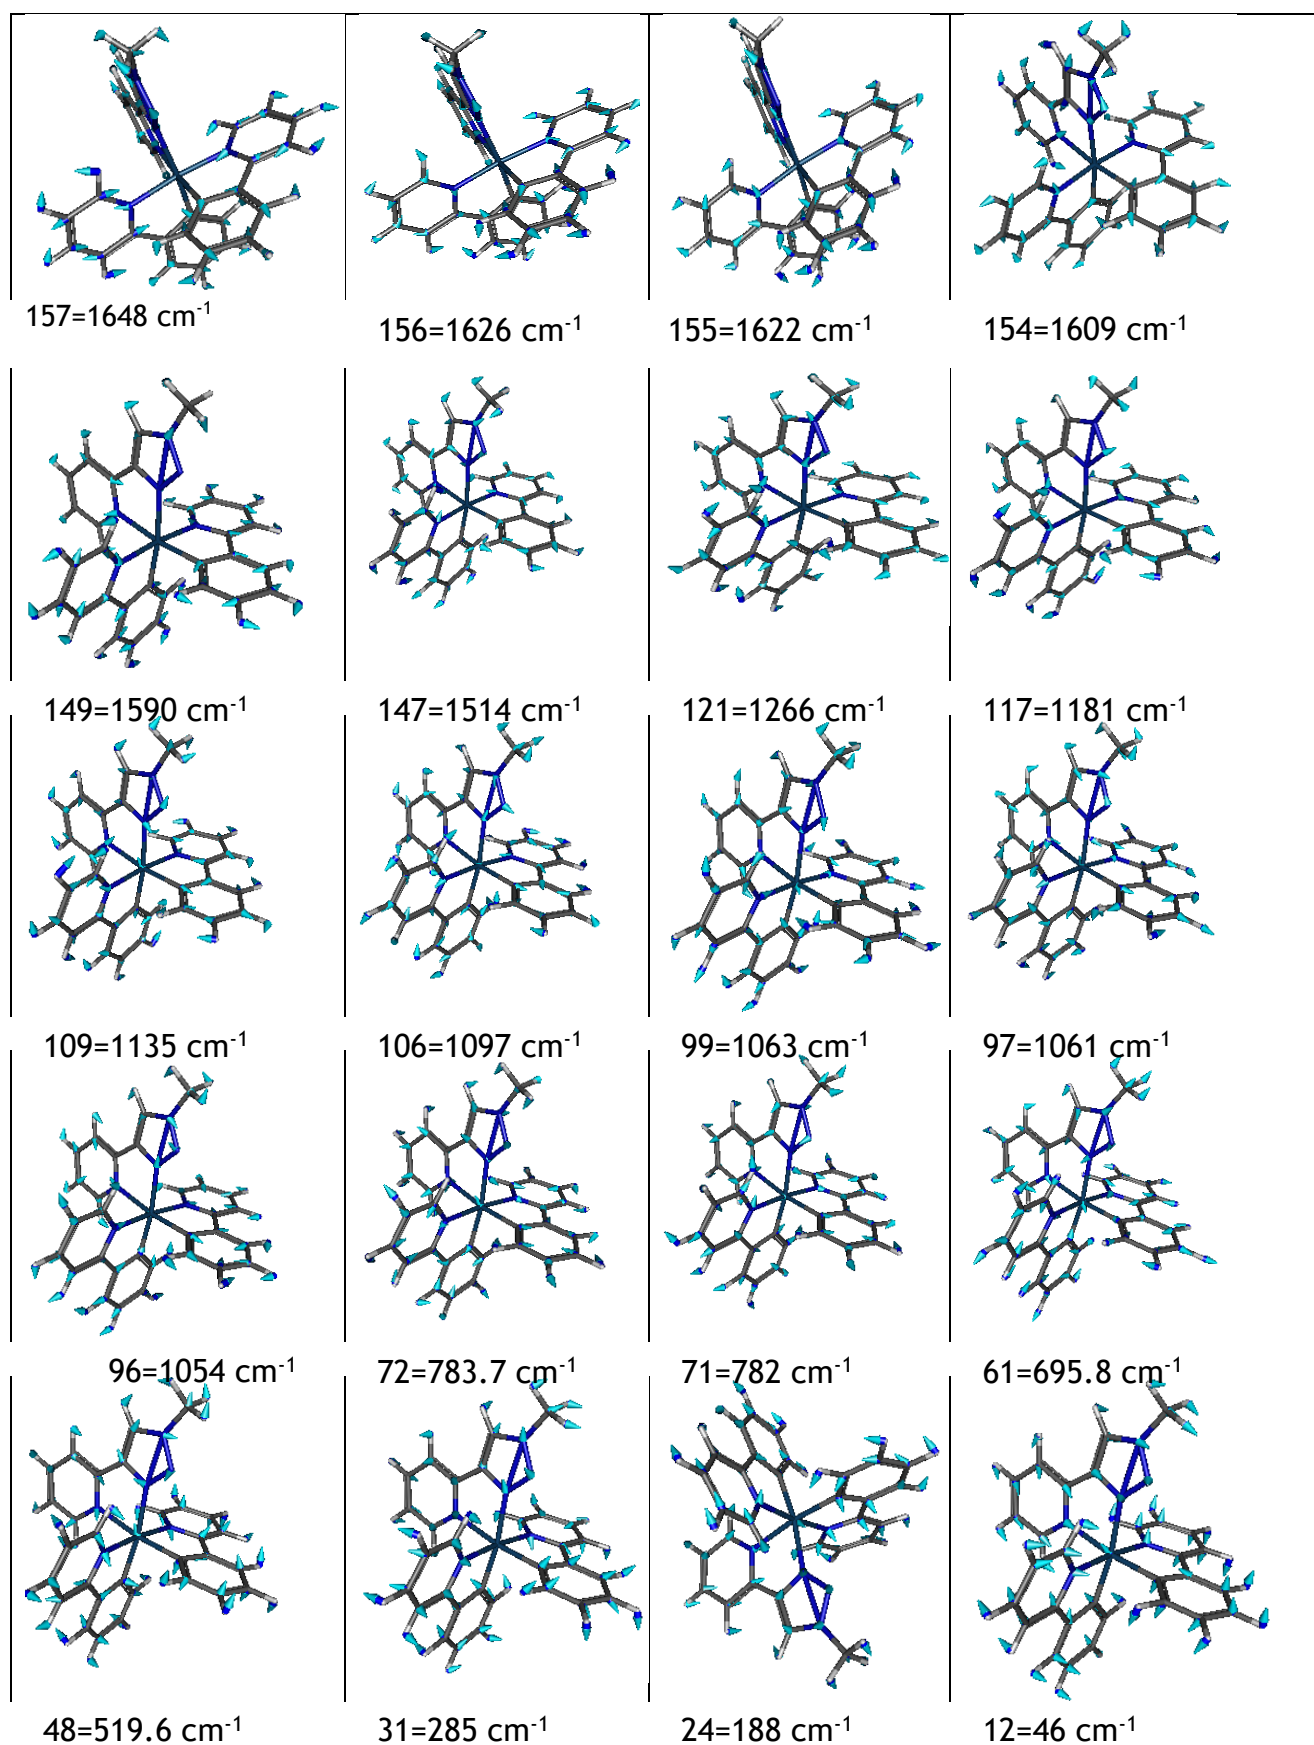 157=1648 cm-1
156=1626 cm-1
155=1622 cm-1
154=1609 cm-1
149=1590 cm-1
147=1514 cm-1
121=1266 cm-1
117=1181 cm-1
109=1135 cm-1
106=1097 cm-1
99=1063 cm-1
97=1061 cm-1
96=1054 cm-1
72=783.7 cm-1
71=782 cm-1
61=695.8 cm-1
48=519.6 cm-1
31=285 cm-1
24=188 cm-1
12=46 cm-1